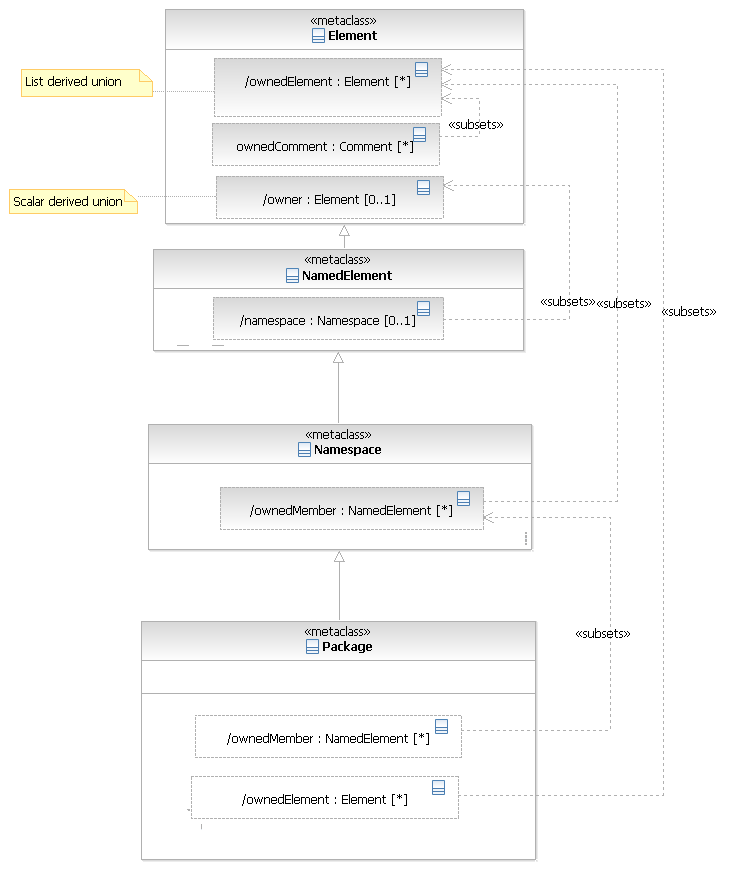 «metaclass»
Element
List derived union
/ownedElement : Element [*]
«subsets»
ownedComment : Comment [*]
Scalar derived union
/owner : Element [0..1]
«metaclass»
NamedElement
«subsets»
«subsets»
«subsets»
/namespace : Namespace [0..1]
«metaclass»
Namespace
/ownedMember : NamedElement [*]
«metaclass»
Package
«subsets»
/ownedMember : NamedElement [*]
/ownedElement : Element [*]